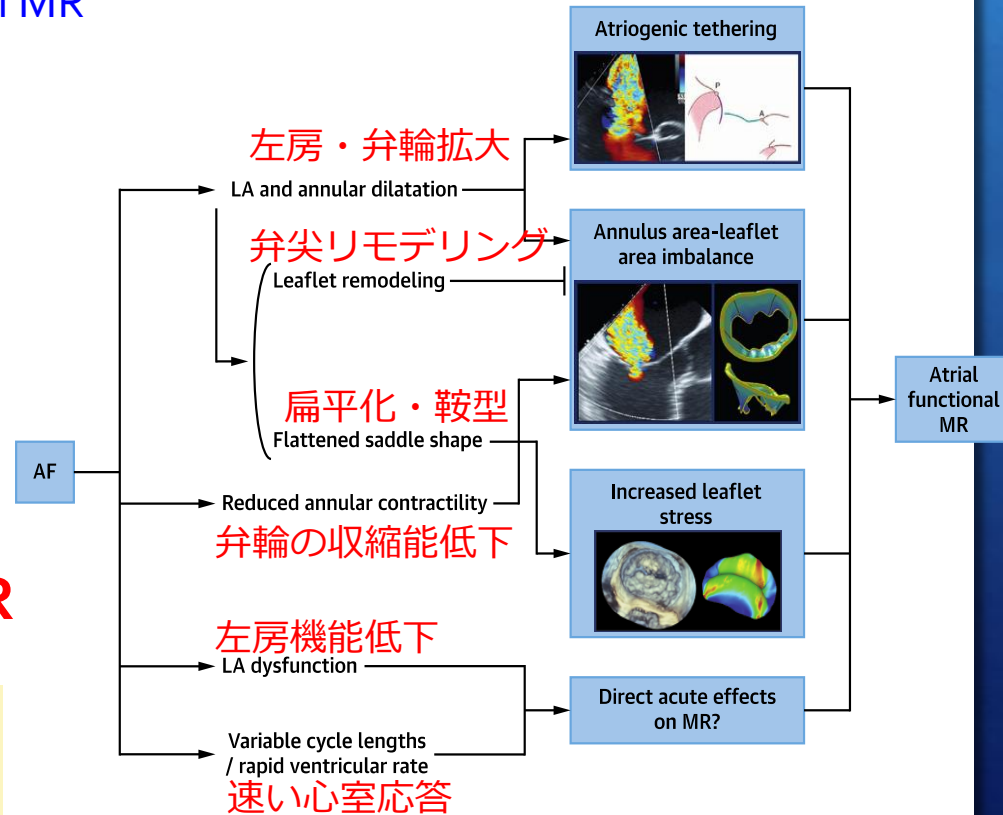 MR
Atriogenic tethering
P
A
左房・弁輪拡大
LA and annular dilatation
弁尖リモデリング
Leaflet remodeling
Annulus area-leaflet
area imbalance
扁平化・鞍型
Flattened saddle shape
Atrial
functional
MR
AF
Reduced annular contractility
弁輪の収縮能低下
Increased leaflet
stress
R
左房機能低下
LA dysfunction
Direct acute effects
on MR?
Variable cycle lengths
/ rapid ventricular rate
速い心室応答